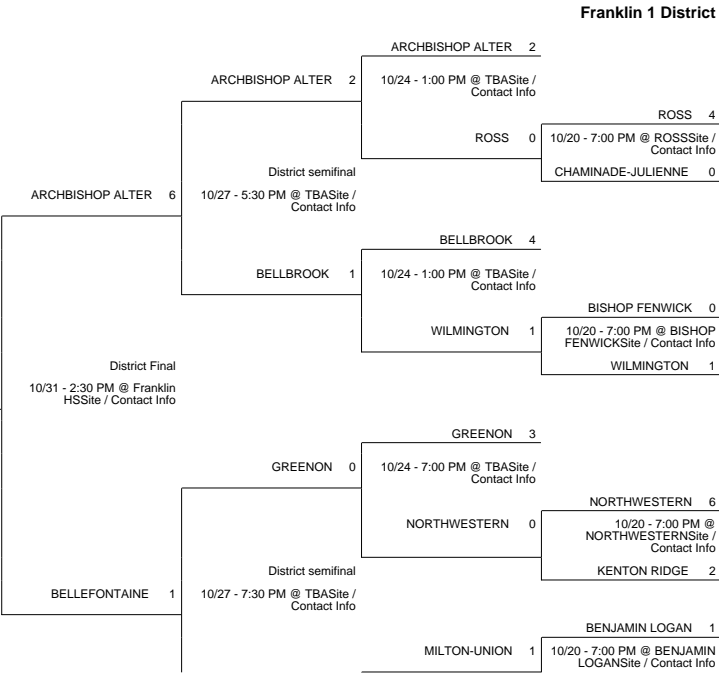 Franklin 1 District
ARCHBISHOP ALTER 2
ARCHBISHOP ALTER 2
10/24 - 1:00 PM @ TBASite /
Contact Info
ROSS 4
ROSS 0
10/20 - 7:00 PM @ ROSSSite /
Contact Info
District semifinal
CHAMINADE-JULIENNE 0
ARCHBISHOP ALTER 6
10/27 - 5:30 PM @ TBASite /
Contact Info
BELLBROOK 4
BELLBROOK 1
10/24 - 1:00 PM @ TBASite /
Contact Info
BISHOP FENWICK 0
WILMINGTON 1
10/20 - 7:00 PM @ BISHOP
FENWICKSite / Contact Info
District Final
WILMINGTON 1
10/31 - 2:30 PM @ Franklin
HSSite / Contact Info
GREENON 3
GREENON 0
10/24 - 7:00 PM @ TBASite /
Contact Info
NORTHWESTERN 6
NORTHWESTERN 0
10/20 - 7:00 PM @
NORTHWESTERNSite /
Contact Info
District semifinal
KENTON RIDGE 2
BELLEFONTAINE 1
10/27 - 7:30 PM @ TBASite /
Contact Info
BENJAMIN LOGAN 1
MILTON-UNION 1
10/20 - 7:00 PM @ BENJAMIN
LOGANSite / Contact Info